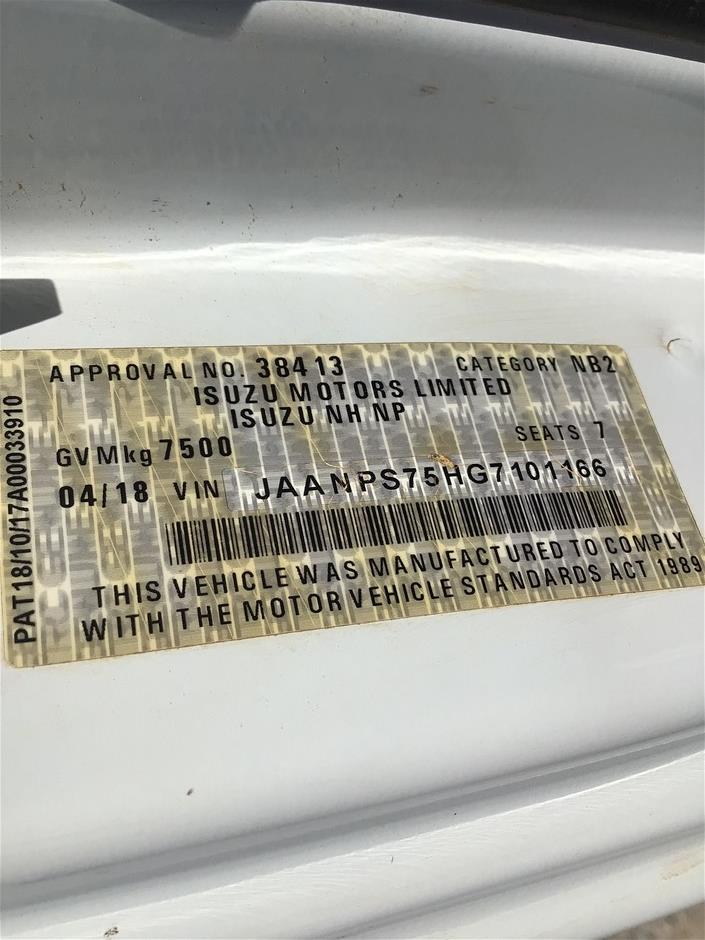 APPROVAL NO. 38413 CATEGORY NB2
ISUZU MOTORS LIMITED
ISUZU NH NP
GVMkg 7500 SEATS 7
04/18 VIN JAANPS75HG7101166
THIS VEHICLE WAS MANUFACTURED TO COMPLY
WITH THE MOTOR VEHICLE STANDARDS ACT 1989
PAT18/10/17A00033910